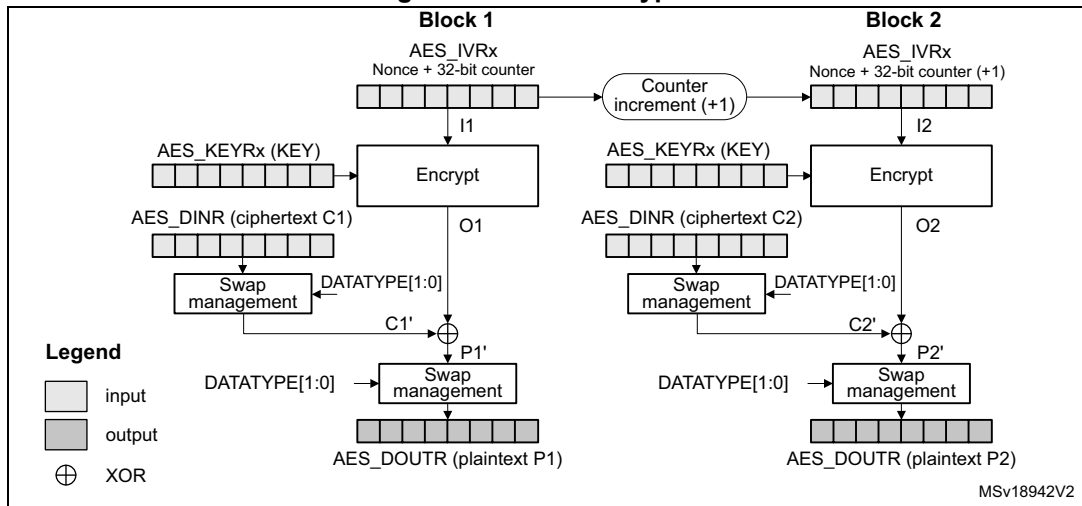 Block 1
Block 2
AES_IVRx
Nonce + 32-bit counter
Counter
increment (+1)
AES_IVRx
Nonce + 32-bit counter (+1)
I1
I2
AES_KEYRx (KEY)
Encrypt
AES_KEYRx (KEY)
Encrypt
AES_DINR (ciphertext C1)
O1
AES_DINR (ciphertext C2)
O2
Swap
management
DATATYPE[1:0]
Swap
management
DATATYPE[1:0]
C1'
C2'
P1'
P2'
Legend
input
output
XOR
DATATYPE[1:0]
Swap
management
DATATYPE[1:0]
Swap
management
AES_DOUTR (plaintext P1)
AES_DOUTR (plaintext P2)
MSv18942V2